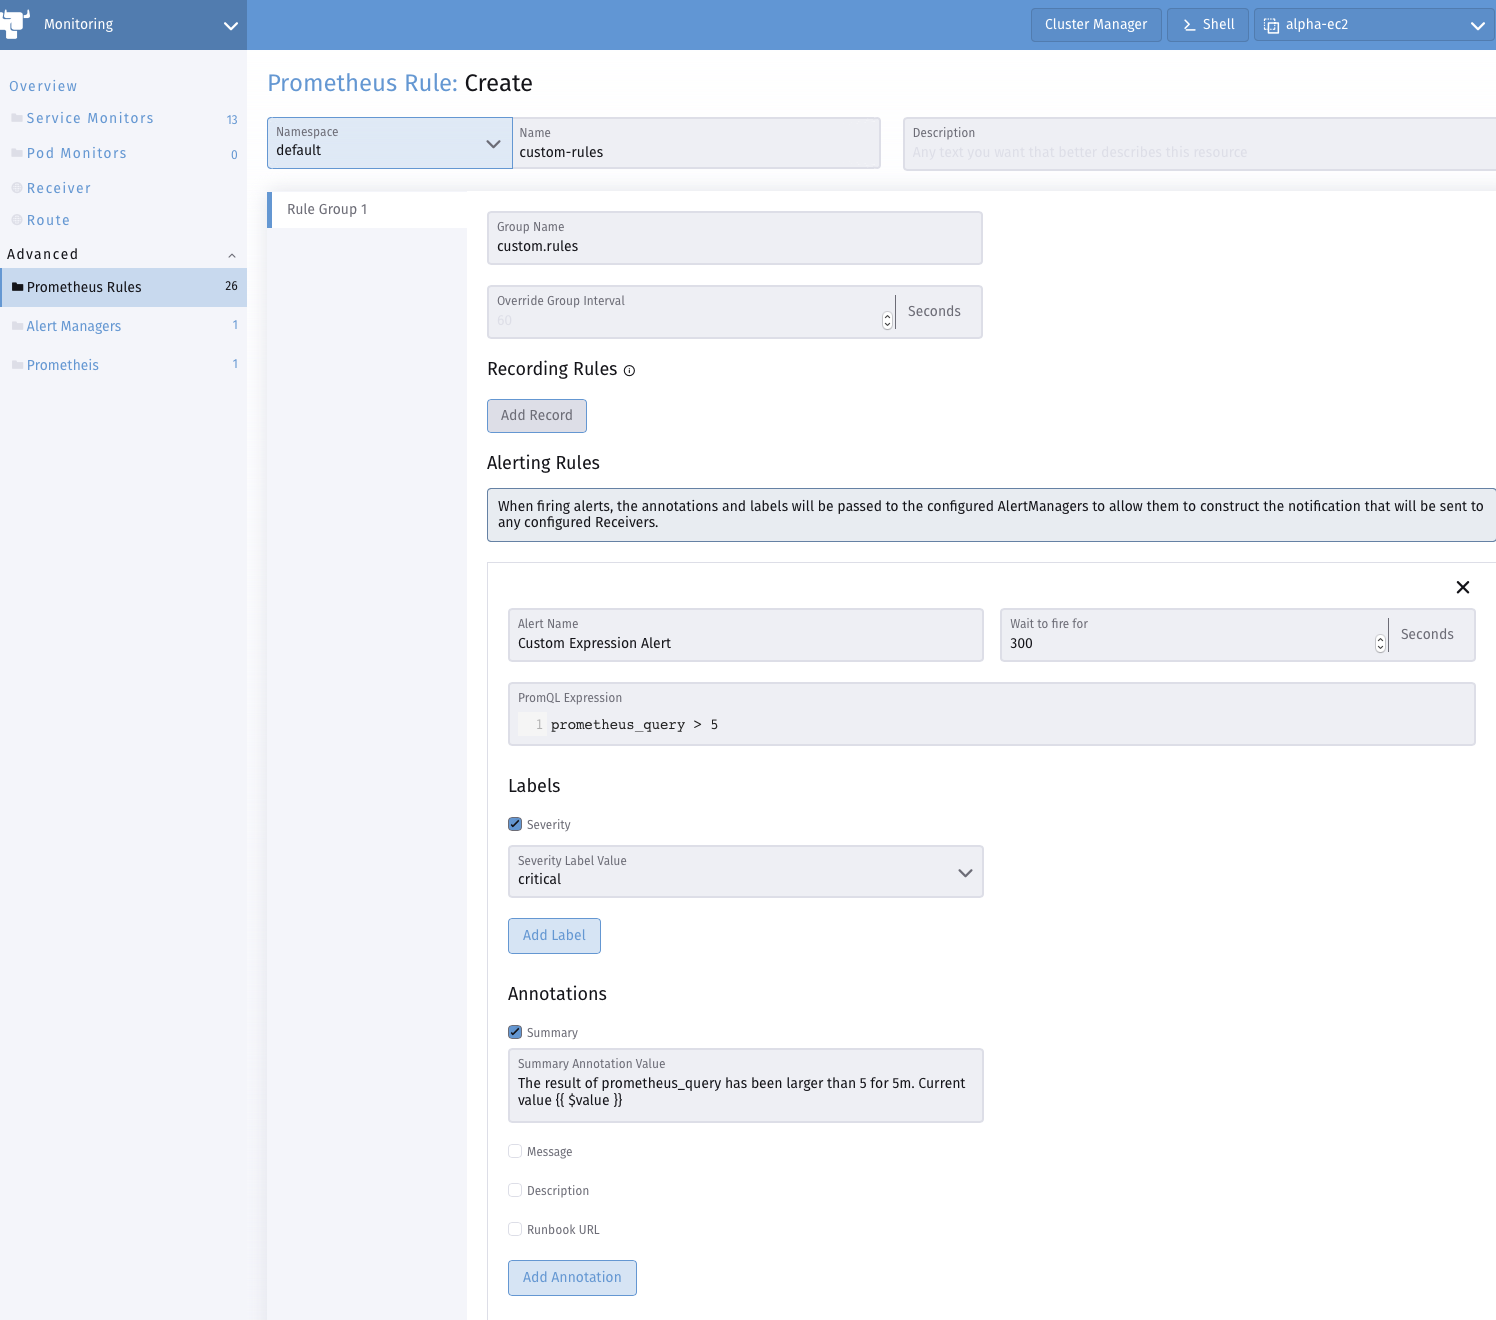 Monitoring
Cluster Manager
Shell
alpha-ec2
Overview
Service Monitors 13
Pod Monitors 0
Receiver
Route
Advanced
Prometheus Rules 26
Alert Managers 1
Prometheis 1
Prometheus Rule: Create
Namespace
default
Name
custom-rules
Description
Any text you want that better describes this resource
Rule Group 1
Group Name
custom.rules
Override Group Interval
60
Seconds
Recording Rules
Add Record
Alerting Rules
When firing alerts, the annotations and labels will be passed to the configured AlertManagers to allow them to construct the notification that will be sent to
any configured Receivers.
Alert Name
Custom Expression Alert
Wait to fire for
300
Seconds
PromQL Expression
1 prometheus_query > 5
Labels
Severity
Severity Label Value
critical
Add Label
Annotations
Summary
Summary Annotation Value
The result of prometheus_query has been larger than 5 for 5m. Current
value {{ $value }}
Message
Description
Runbook URL
Add Annotation